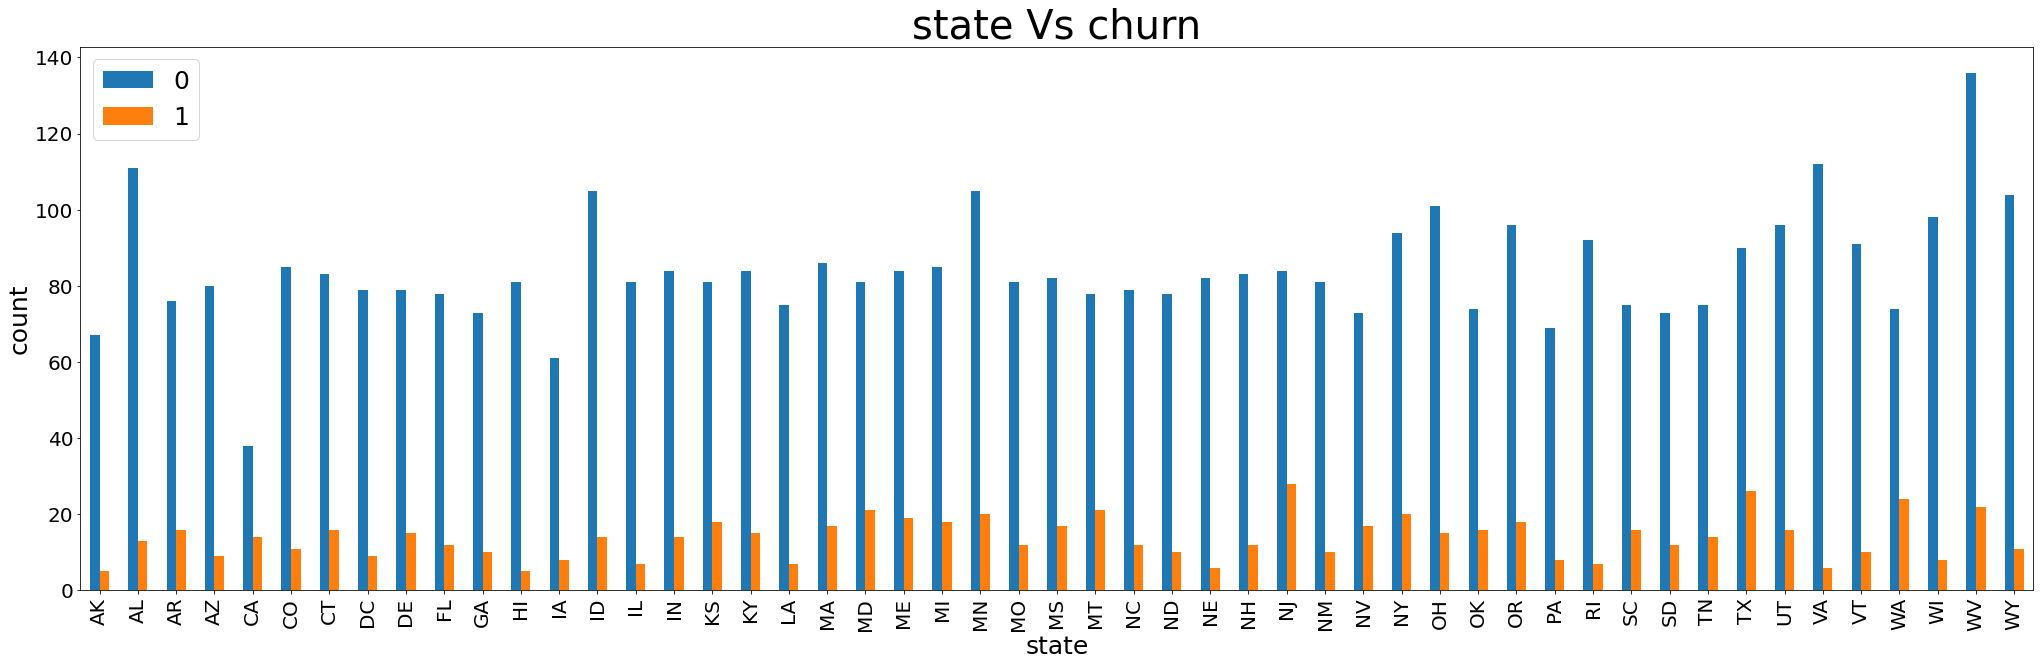 state Vs churn
0
1
count
140
120
100
80
60
40
20
0
AK AL AR AZ CA CO CT DC DE FL GA HI IA ID IL IN KS KY LA MA MD ME MI MN MO MS MT NC ND NE NH NJ NM NV NY OH OK OR PA RI SC SD TN TX UT VA VT WA WI WV WY
state